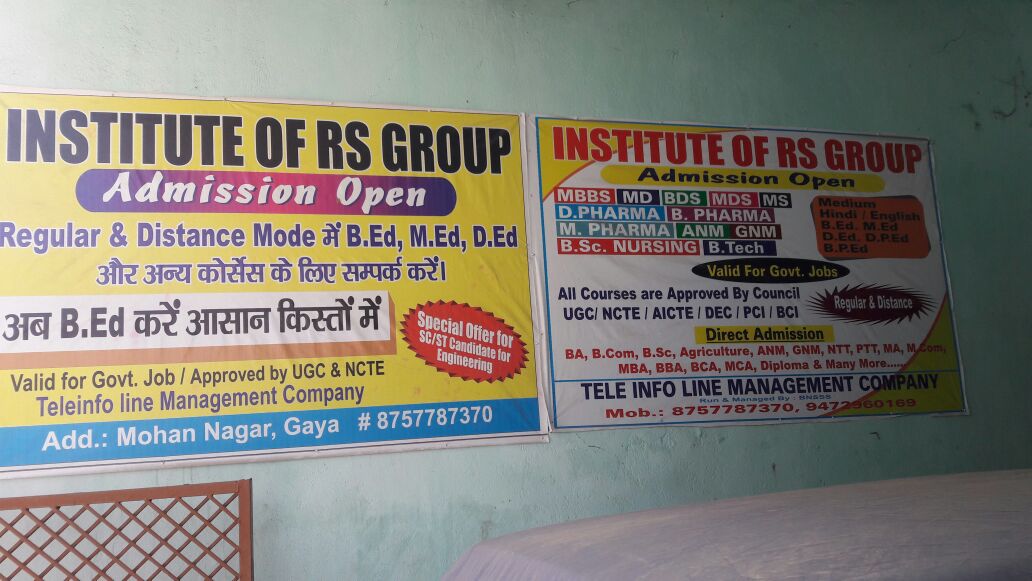 INSTITUTE OF RS GROUP
Admission Open
Regular & Distance Mode में B.Ed, M.Ed, D.Ed
और अन्य कोर्सेस के लिए सम्पर्क करें।
अब B.Ed करें आसान किस्तों में
Special Offer for
SC/ST Candidate for
Engineering
Valid for Govt. Job / Approved by UGC & NCTE
Teleinfo line Management Company
Add.: Mohan Nagar, Gaya # 8757787370
INSTITUTE OF RS GROUP
Admission Open
MBBS MD BDS MDS MS
D.PHARMA B. PHARMA
M. PHARMA ANM GNM
B.Sc. NURSING B.Tech
Medium
Hindi / English
B.Ed. M.Ed
D.Ed. D.P.Ed
B.P.Ed
Valid For Govt. Jobs
All Courses are Approved By Council
UGC/ NCTE / AICTE / DEC / PCI / BCI
Regular & Distance
Direct Admission
BA, B.Com, B.Sc, Agriculture, ANM, GNM, NTT, PTT, MA, M.Com,
MBA, BBA, BCA, MCA, Diploma & Many More.....
TELE INFO LINE MANAGEMENT COMPANY
Run & Managed By : BNSSS
Mob.: 8757787370, 9472960169